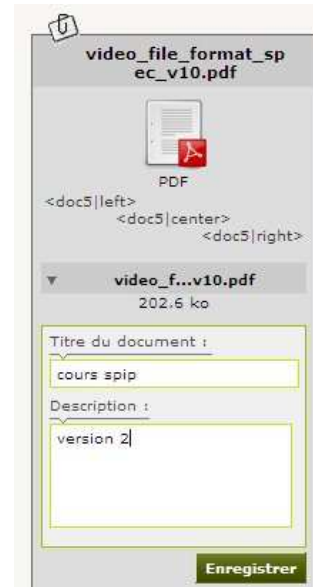 video_file_format_sp
ec_v10.pdf
PDF
<doc5|left>
<doc5|center>
<doc5|right>
video_f...v10.pdf
202.6 ko
Titre du document :
cours spip
Description :
version 2
Enregistrer